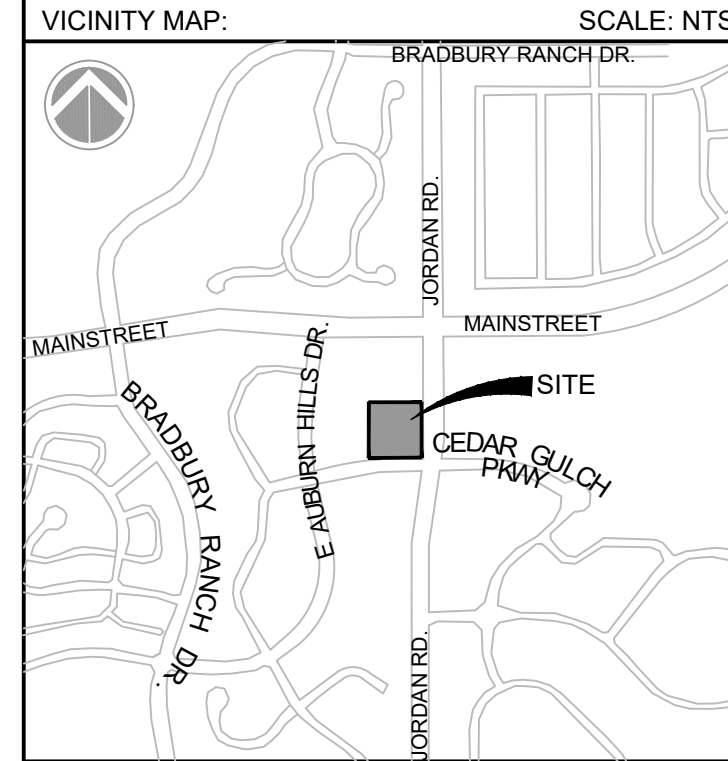 VICINITY MAP:
SCALE: NTS
BRADBURY RANCH DR.
JORDAN RD.
MAINSTREET
MAINSTREET
E AUBURN HILLS DR.
SITE
BRADBURY RANCH DR.
CEDAR GULCH
PKWY
JORDAN RD.